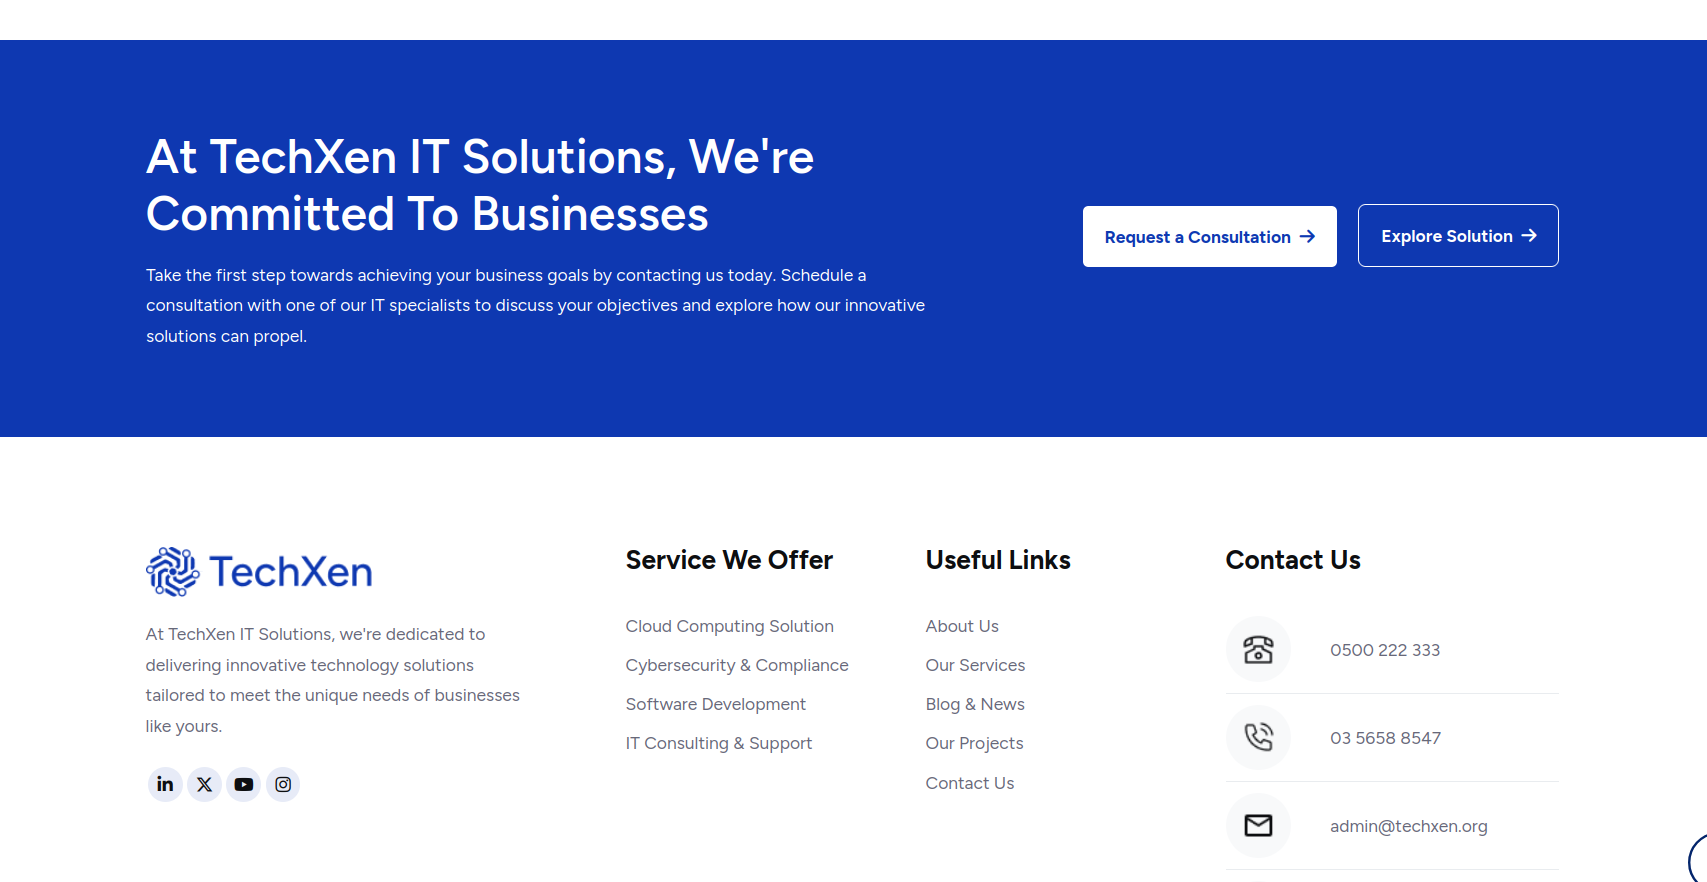 At TechXen IT Solutions, We're
Committed To Businesses
Take the first step towards achieving your business goals by contacting us today. Schedule a
consultation with one of our IT specialists to discuss your objectives and explore how our innovative
solutions can propel.
Request a Consultation
Explore Solution
TechXen
At TechXen IT Solutions, we're dedicated to
delivering innovative technology solutions
tailored to meet the unique needs of businesses
like yours.
Service We Offer
Cloud Computing Solution
Cybersecurity & Compliance
Software Development
IT Consulting & Support
Useful Links
About Us
Our Services
Blog & News
Our Projects
Contact Us
Contact Us
0500 222 333
03 5658 8547
admin@techxen.org